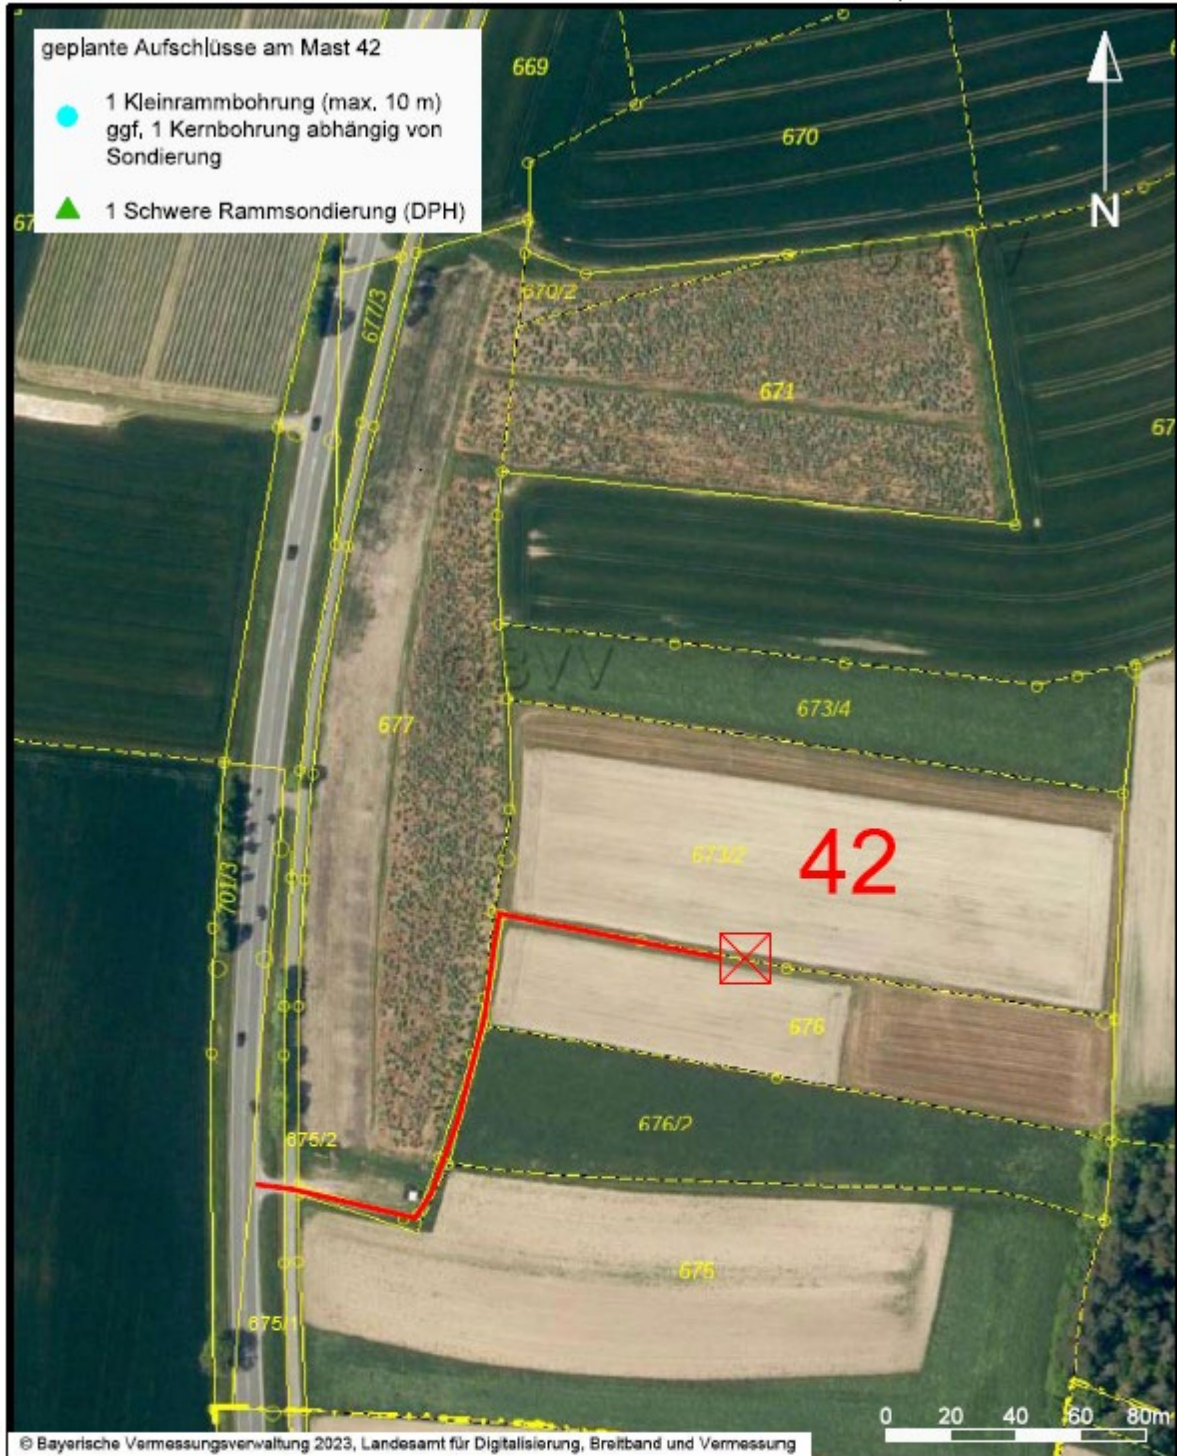 geplante Aufschlüsse am Mast 42
1 Kleinrammbohrung (max. 10 m)
ggf. 1 Kernbohrung abhängig von
Sondierung
1 Schwere Rammsondierung (DPH)
669
670
N
670/2
677/3
671
677
673/4
673/2
42
701/3
676
676/2
675/2
675
675/1
0 20 40 60 80m
© Bayerische Vermessungsverwaltung 2023, Landesamt für Digitalisierung, Breitband und Vermessung